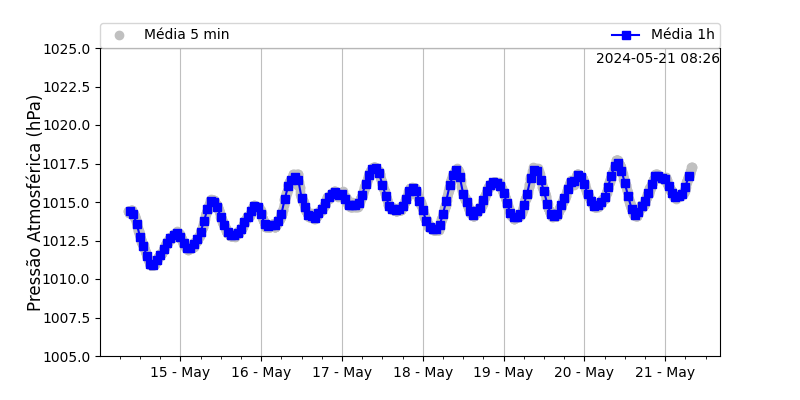 Média 5 min
Média 1h
2024-05-21 08:26
Pressão Atmosférica (hPa)
1025.0
1022.5
1020.0
1017.5
1015.0
1012.5
1010.0
1007.5
1005.0
15 - May
16 - May
17 - May
18 - May
19 - May
20 - May
21 - May